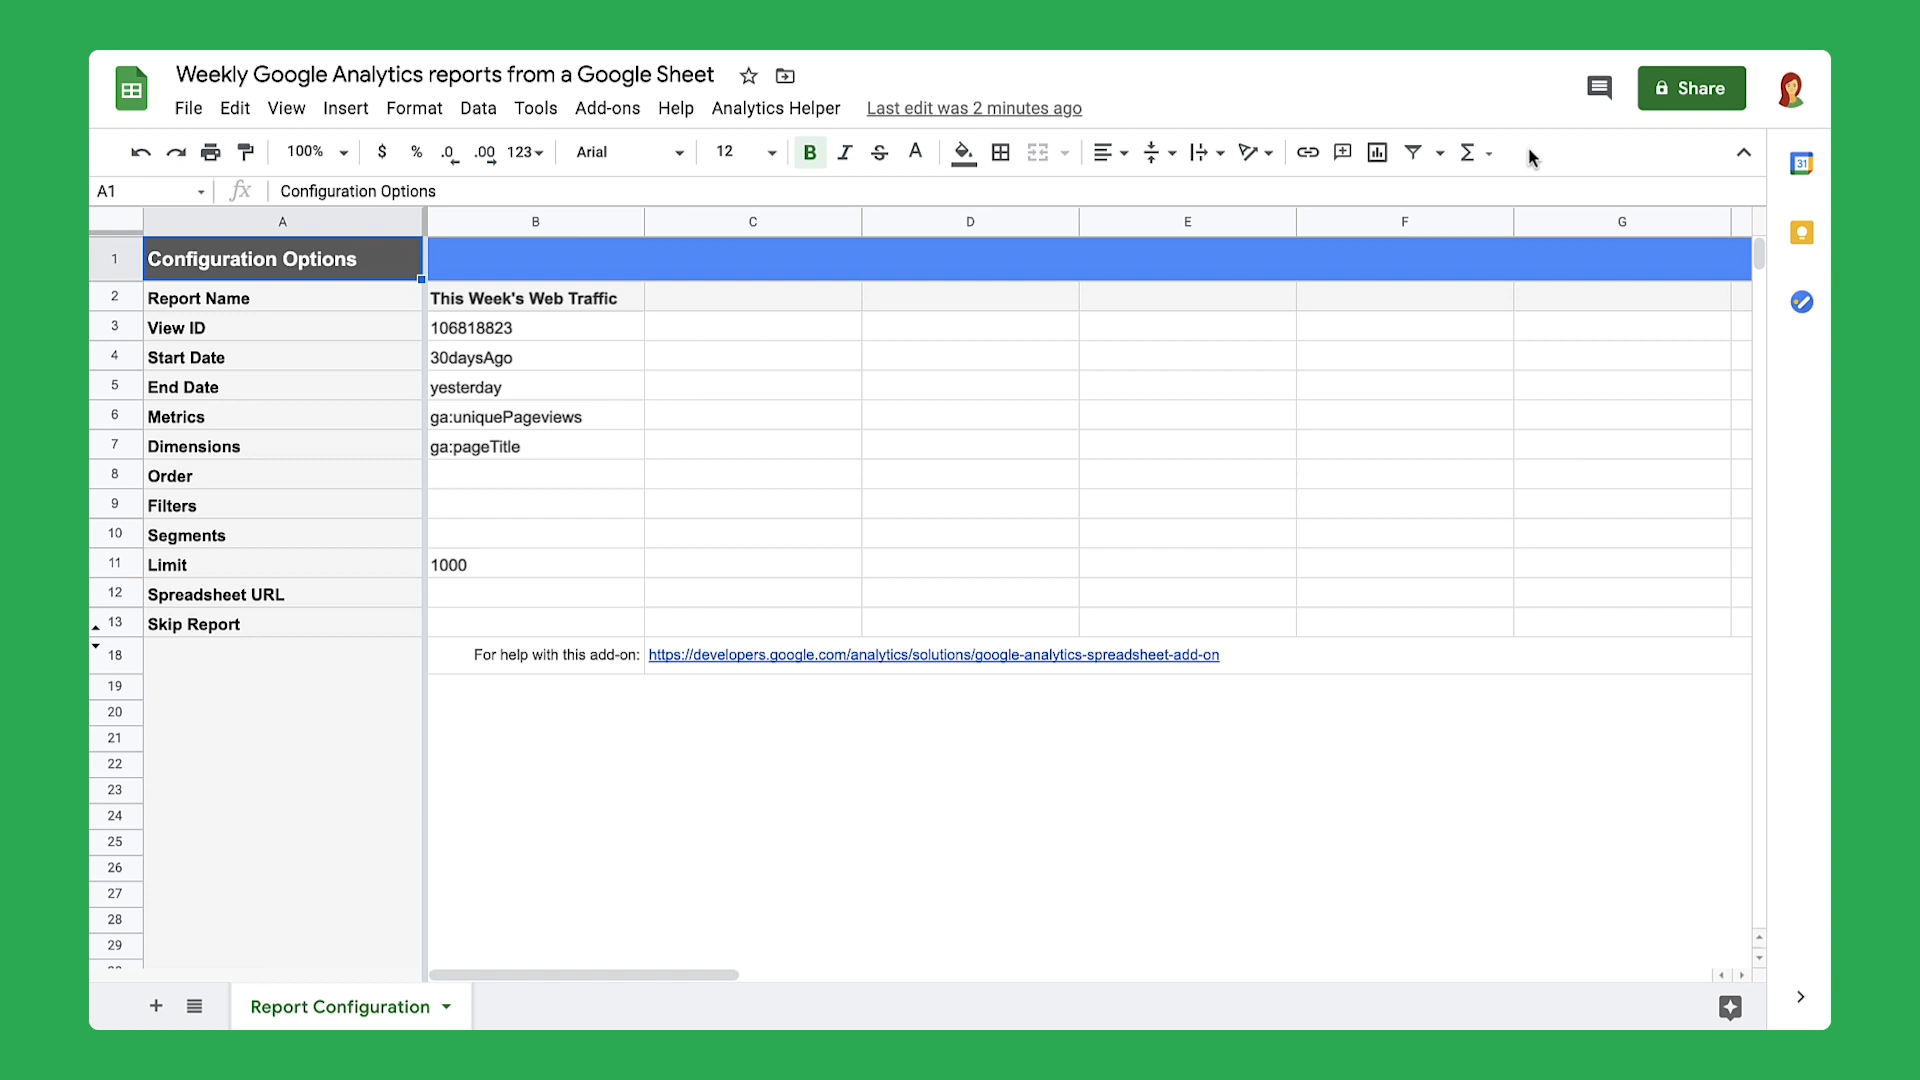 Weekly Google Analytics reports from a Google Sheet
File Edit View Insert Format Data Tools Add-ons Help Analytics Helper Last edit was 2 minutes ago
Share
100% $ % .0 .00 123 Arial 12 B I S A Σ
31
A1 fx Configuration Options
A B C D E F G
1 Configuration Options
2 Report Name This Week's Web Traffic
3 View ID 106818823
4 Start Date 30daysAgo
5 End Date yesterday
6 Metrics ga:uniquePageviews
7 Dimensions ga:pageTitle
8 Order
9 Filters
10 Segments
11 Limit 1000
12 Spreadsheet URL
13 Skip Report
18 For help with this add-on: https://developers.google.com/analytics/solutions/google-analytics-spreadsheet-add-on
19
20
21
22
23
24
25
26
27
28
29
Report Configuration